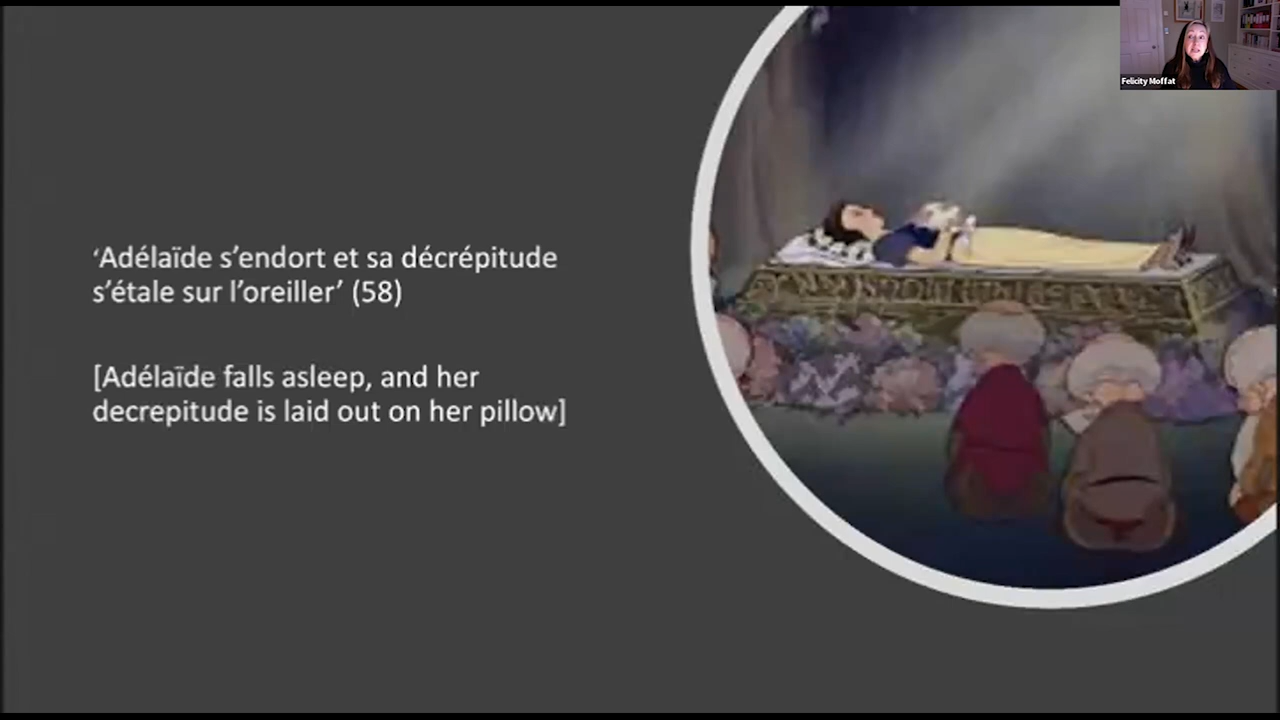 Felicity Moffat
‘Adélaïde s’endort et sa décrépitude
s’étale sur l’oreiller’ (58)
[Adélaïde falls asleep, and her
decrepitude is laid out on her pillow]